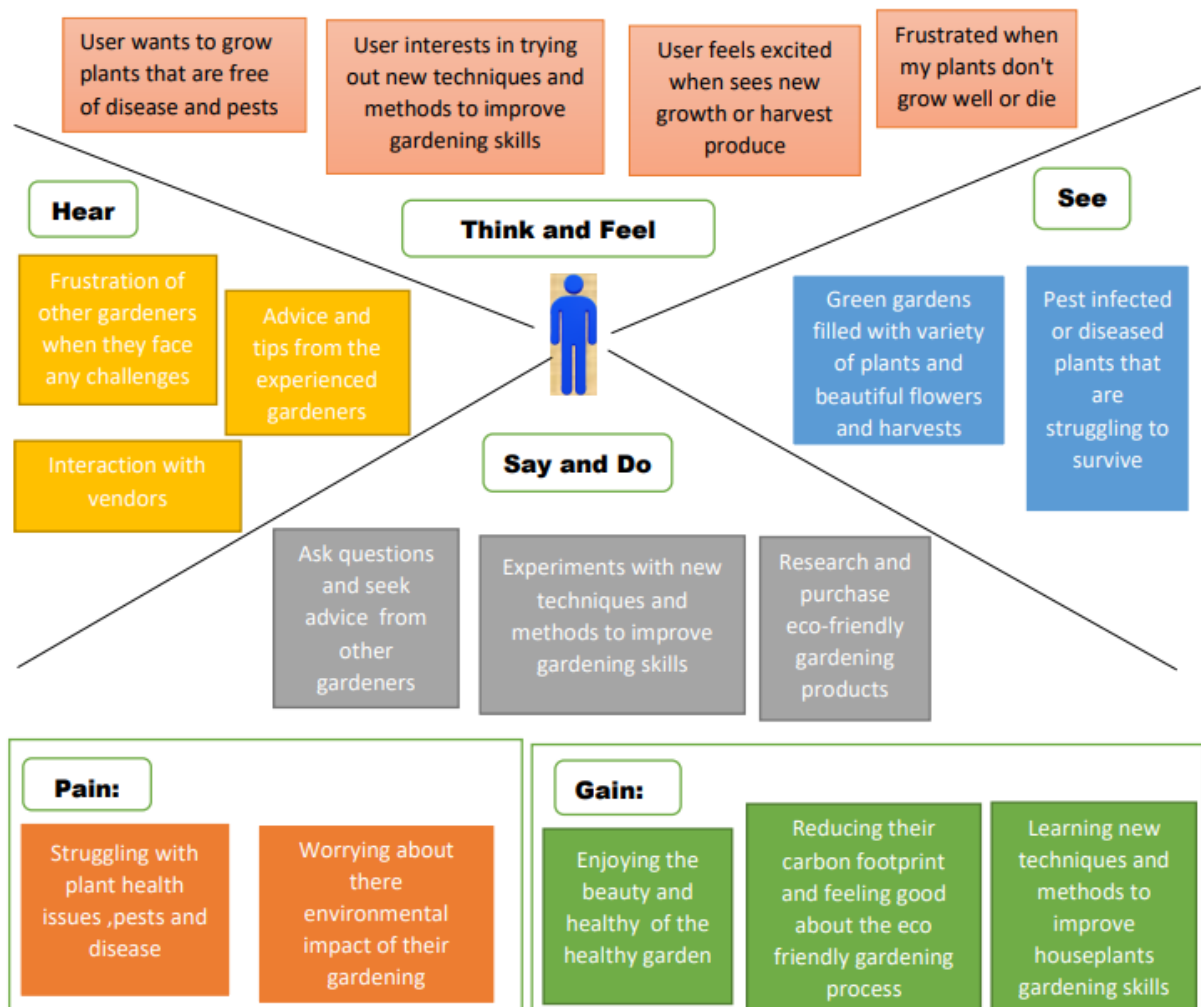 User wants to grow
plants that are free
of disease and pests
User interests in trying
out new techniques and
methods to improve
gardening skills
User feels excited
when sees new
growth or harvest
produce
Frustrated when
my plants don't
grow well or die
Hear
Think and Feel
See
Frustration of
other gardeners
when they face
any challenges
Advice and
tips from the
experienced
gardeners
Interaction with
vendors
Green gardens
filled with variety
of plants and
beautiful flowers
and harvests
Pest infected
or diseased
plants that
are
struggling to
survive
Say and Do
Ask questions
and seek
advice from
other
gardeners
Experiments with new
techniques and
methods to improve
gardening skills
Research and
purchase
eco-friendly
gardening
products
Pain:
Struggling with
plant health
issues ,pests and
disease
Worrying about
there
environmental
impact of their
gardening
Gain:
Enjoying the
beauty and
healthy of the
healthy garden
Reducing their
carbon footprint
and feeling good
about the eco
friendly gardening
process
Learning new
techniques and
methods to
improve
houseplants
gardening skills